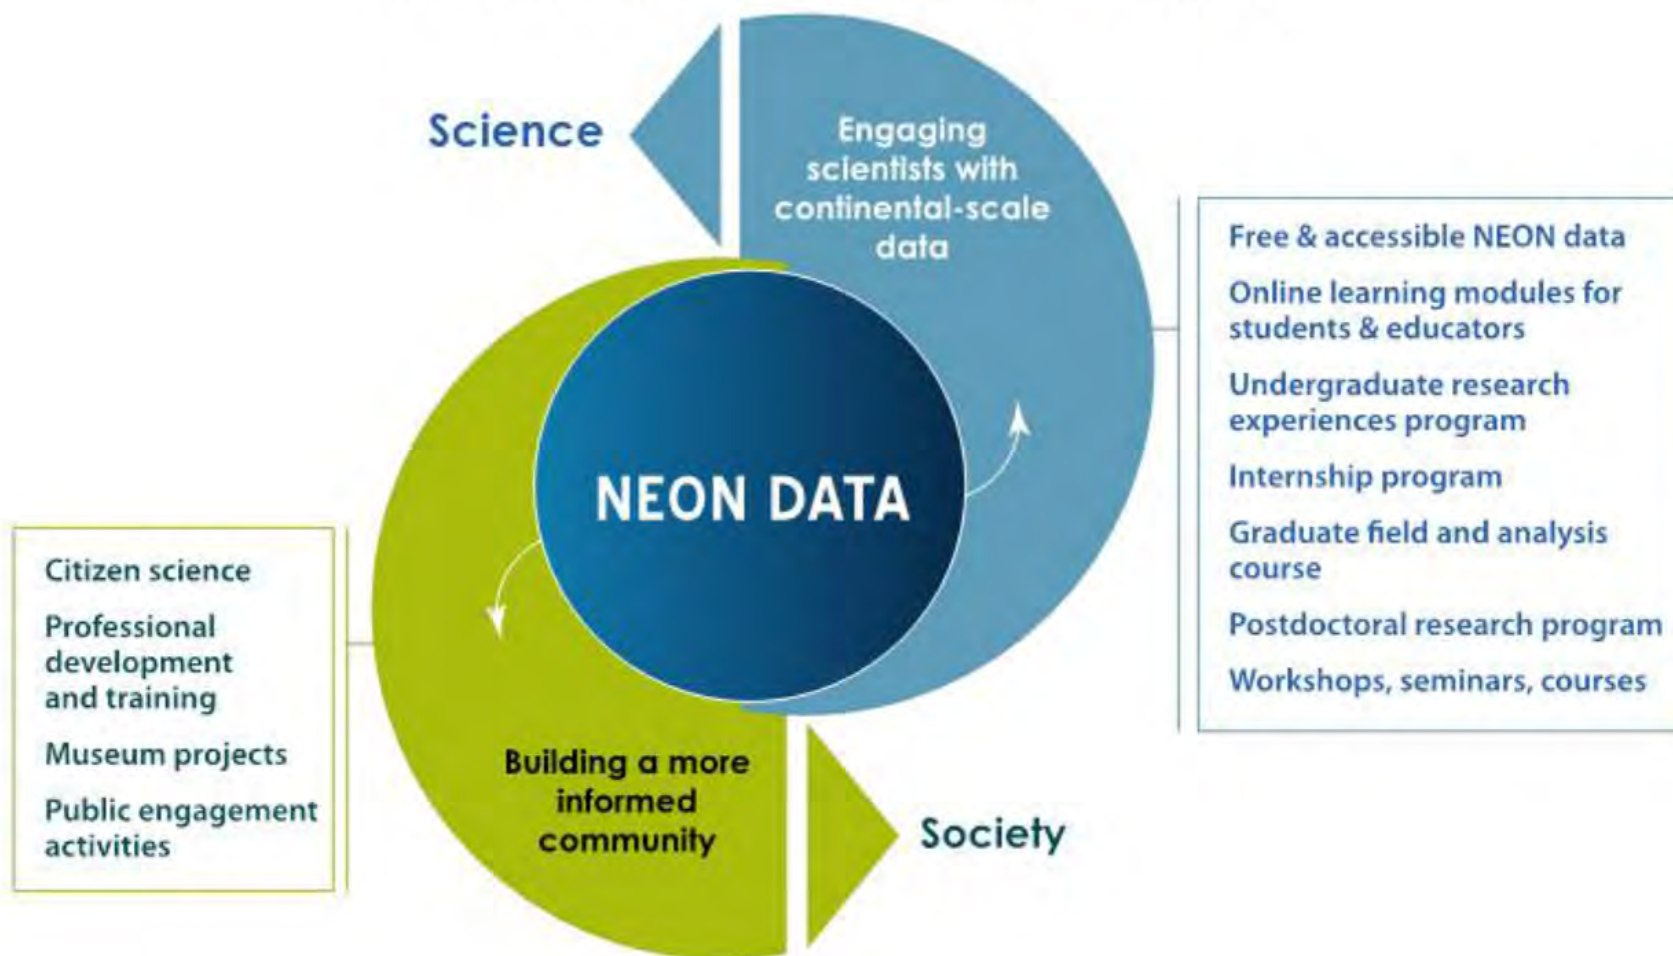 Science
Engaging
scientists with
continental-scale
data
Free & accessible NEON data
Online learning modules for
students & educators
Undergraduate research
experiences program
Internship program
Graduate field and analysis
course
Postdoctoral research program
Workshops, seminars, courses
NEON DATA
Citizen science
Professional
development
and training
Museum projects
Public engagement
activities
Building a more
informed
community
Society